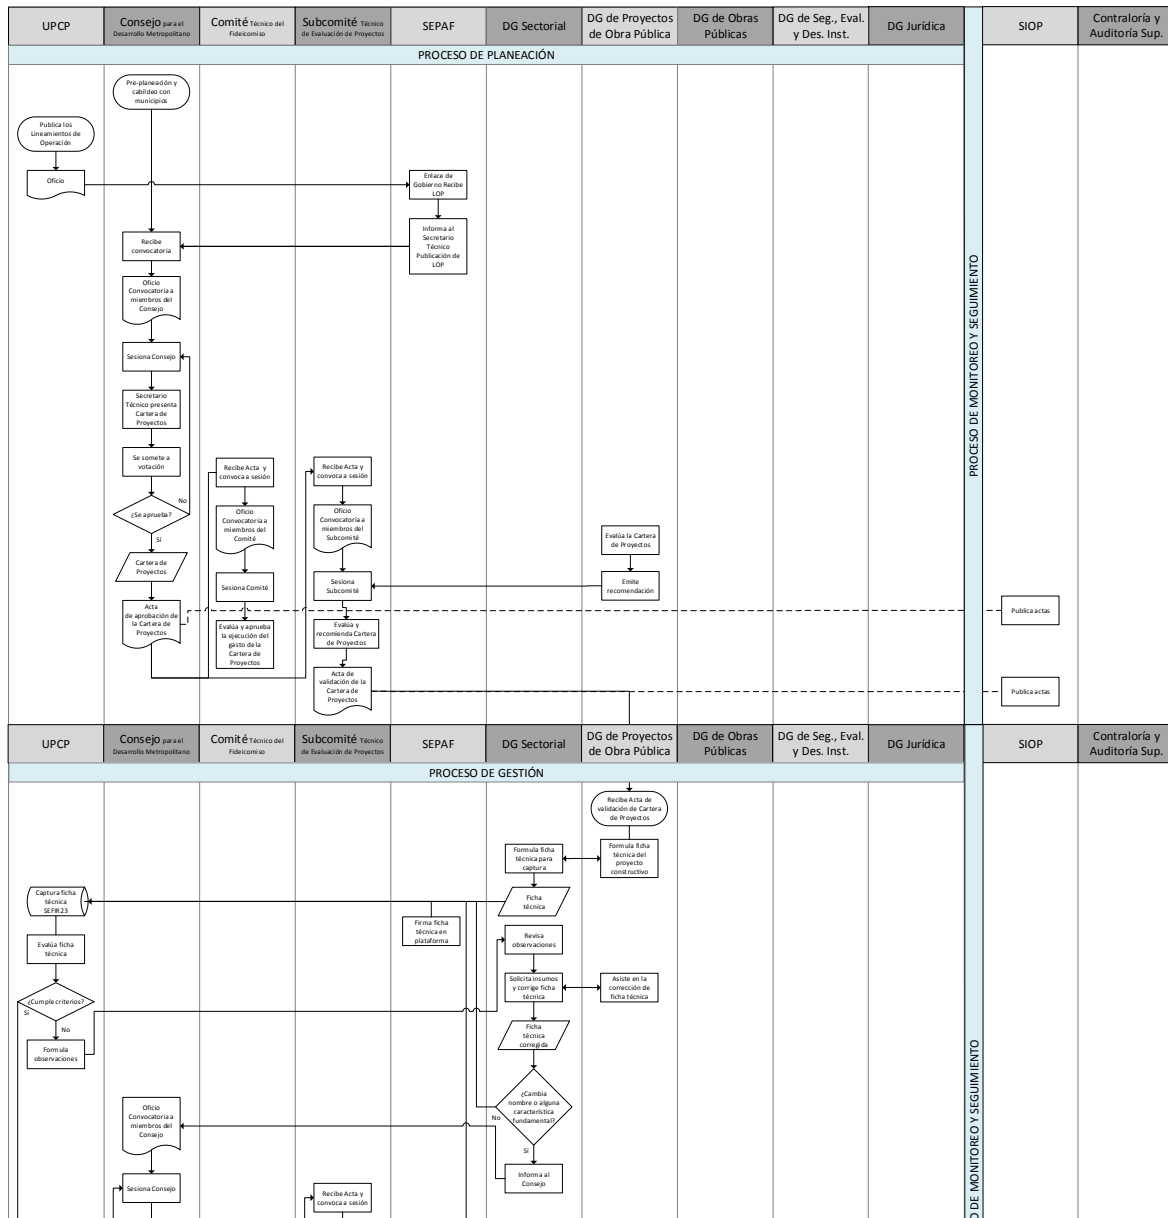 UPCP
Consejo para el
Desarrollo Metropolitano
Comité Técnico del
Fideicomiso
Subcomité Técnico
de Evaluación de Proyectos
SEPAF
DG Sectorial
DG de Proyectos
de Obra Pública
DG de Obras
Públicas
DG de Seg., Eval.
y Des. Inst.
DG Jurídica
SIOP
Contraloría y
Auditoría Sup.
PROCESO DE PLANEACIÓN
PROCESO DE MONITOREO Y SEGUIMIENTO
Pre-planeación y
cabildeo con
municipios
Publica los
Lineamientos de
Operación
Oficio
Enlace de
Gobierno Recibe
LOP
Informa al
Secretario
Técnico
Publicación de
LOP
Recibe
convocatoria
Oficio
Convocatoria a
miembros del
Consejo
Sesiona Consejo
Secretario
Técnico presenta
Cartera de
Proyectos
Se somete a
votación
No
¿Se aprueba?
Sí
Cartera de
Proyectos
Acta
de aprobación de
la Cartera de
Proyectos
Recibe Acta y
convoca a sesión
Oficio
Convocatoria a
miembros del
Comité
Sesiona Comité
Evalúa y aprueba
la ejecución del
gasto de la
Cartera de
Proyectos
Recibe Acta y
convoca a sesión
Oficio
Convocatoria a
miembros del
Subcomité
Sesiona
Subcomité
Evalúa y
recomienda Cartera
de Proyectos
Acta de
validación de la
Cartera de
Proyectos
Evalúa la Cartera
de Proyectos
Emite
recomendación
Publica actas
Publica actas
UPCP
Consejo para el
Desarrollo Metropolitano
Comité Técnico del
Fideicomiso
Subcomité Técnico
de Evaluación de Proyectos
SEPAF
DG Sectorial
DG de Proyectos
de Obra Pública
DG de Obras
Públicas
DG de Seg., Eval.
y Des. Inst.
DG Jurídica
SIOP
Contraloría y
Auditoría Sup.
PROCESO DE GESTIÓN
O DE MONITOREO Y SEGUIMIENTO
Recibe Acta de
validación de Cartera
de Proyectos
Formula ficha
técnica para
captura
Formula ficha
técnica del
proyecto
constructivo
Captura ficha
técnica
SEFIR23
Ficha
técnica
Firma ficha
técnica en
plataforma
Evalúa ficha
técnica
Revisa
observaciones
Solicita insumos
y corrige ficha
técnica
Asiste en la
corrección de
ficha técnica
¿Cumple criterios?
Sí
No
Formula
observaciones
Ficha
técnica
corregida
¿Cambia
nombre o alguna
característica
fundamental?
No
Sí
Informa al
Consejo
Oficio
Convocatoria a
miembros del
Consejo
Sesiona Consejo
Recibe Acta y
convoca a sesión